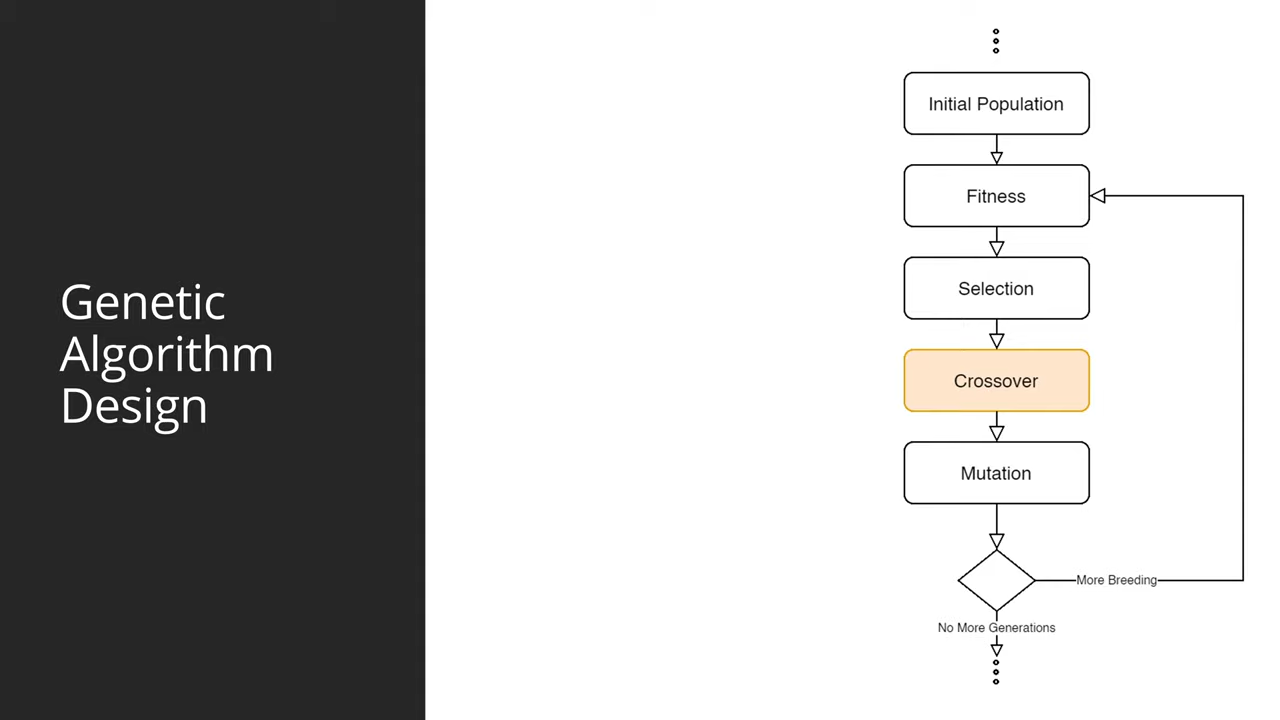 Genetic
Algorithm
Design
Initial Population
Fitness
Selection
Crossover
Mutation
More Breeding
No More Generations